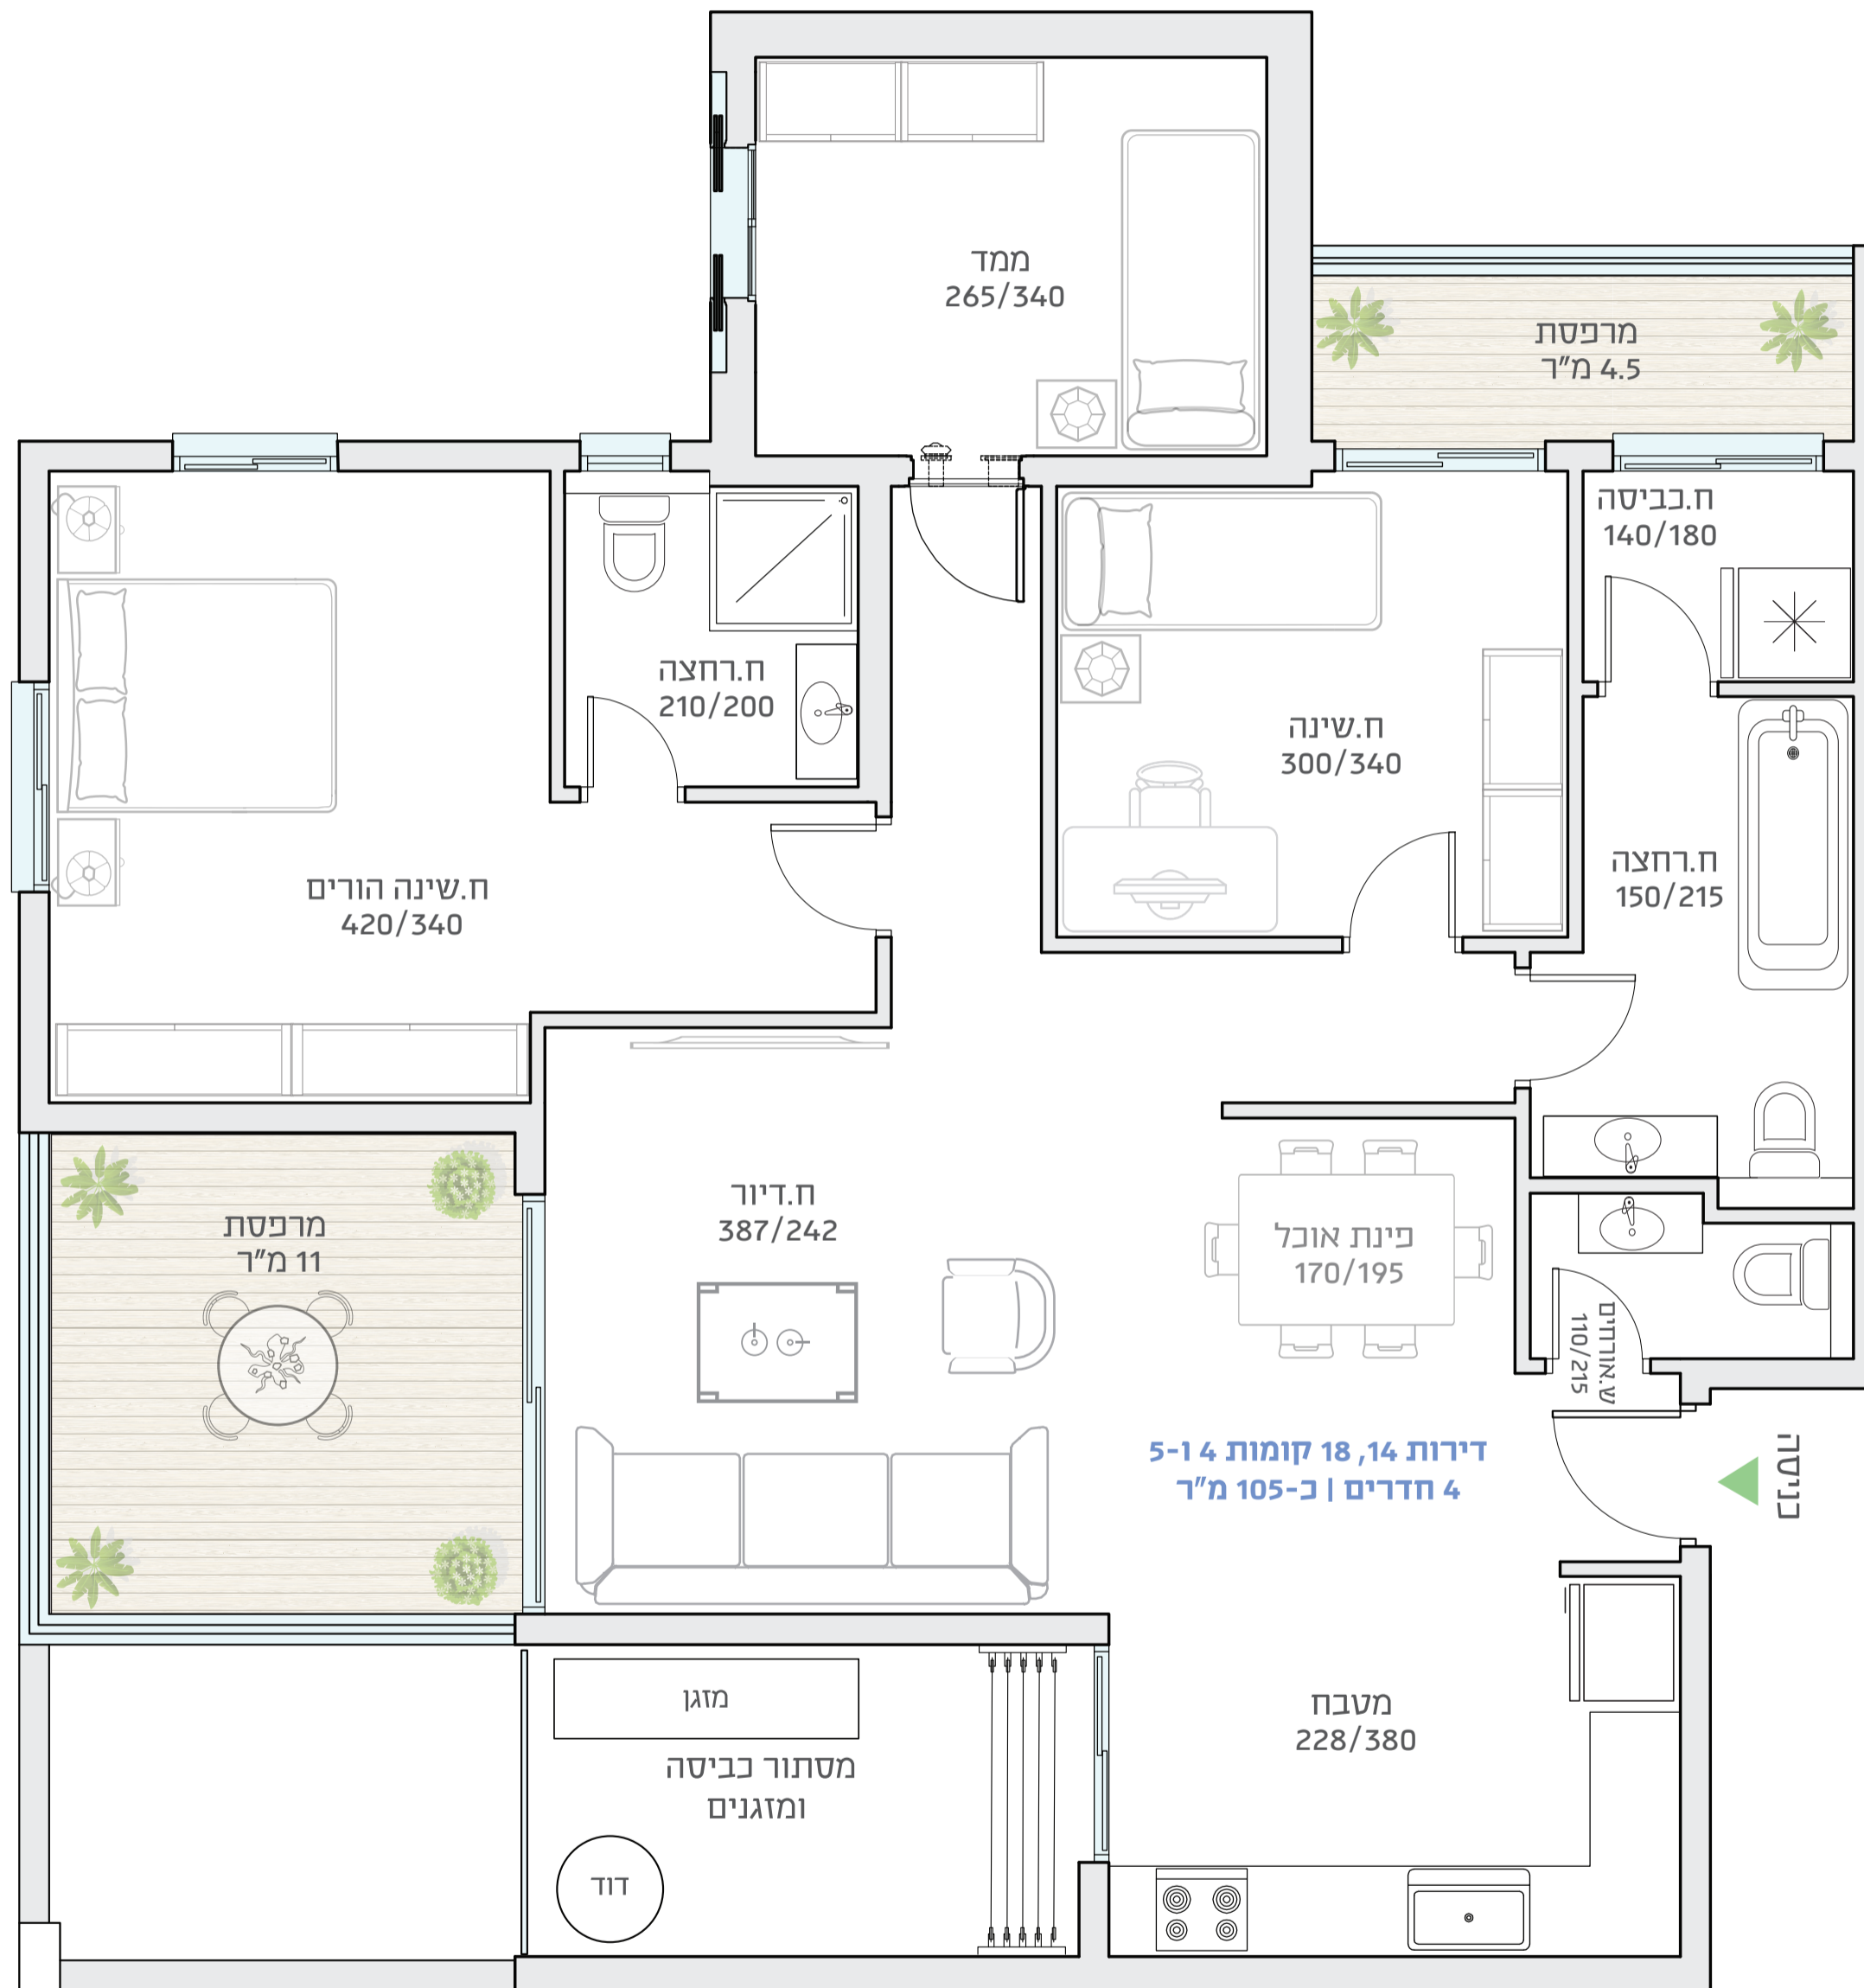 ממד
265/340
מרפסת
4.5 מ"ר
ח.כביסה
140/180
ח.רחצה
210/200
ח.שינה
300/340
ח.רחצה
150/215
ח.שינה הורים
420/340
ח.דיור
387/242
פינת אוכל
170/195
מרפסת
11 מ"ר
ש.אורחים
110/215
דירות 14, 18 קומות 4 ו-5
4 חדרים | כ-105 מ"ר
כניסה
מזגן
מסתור כביסה
ומזגנים
דוד
מטבח
228/380